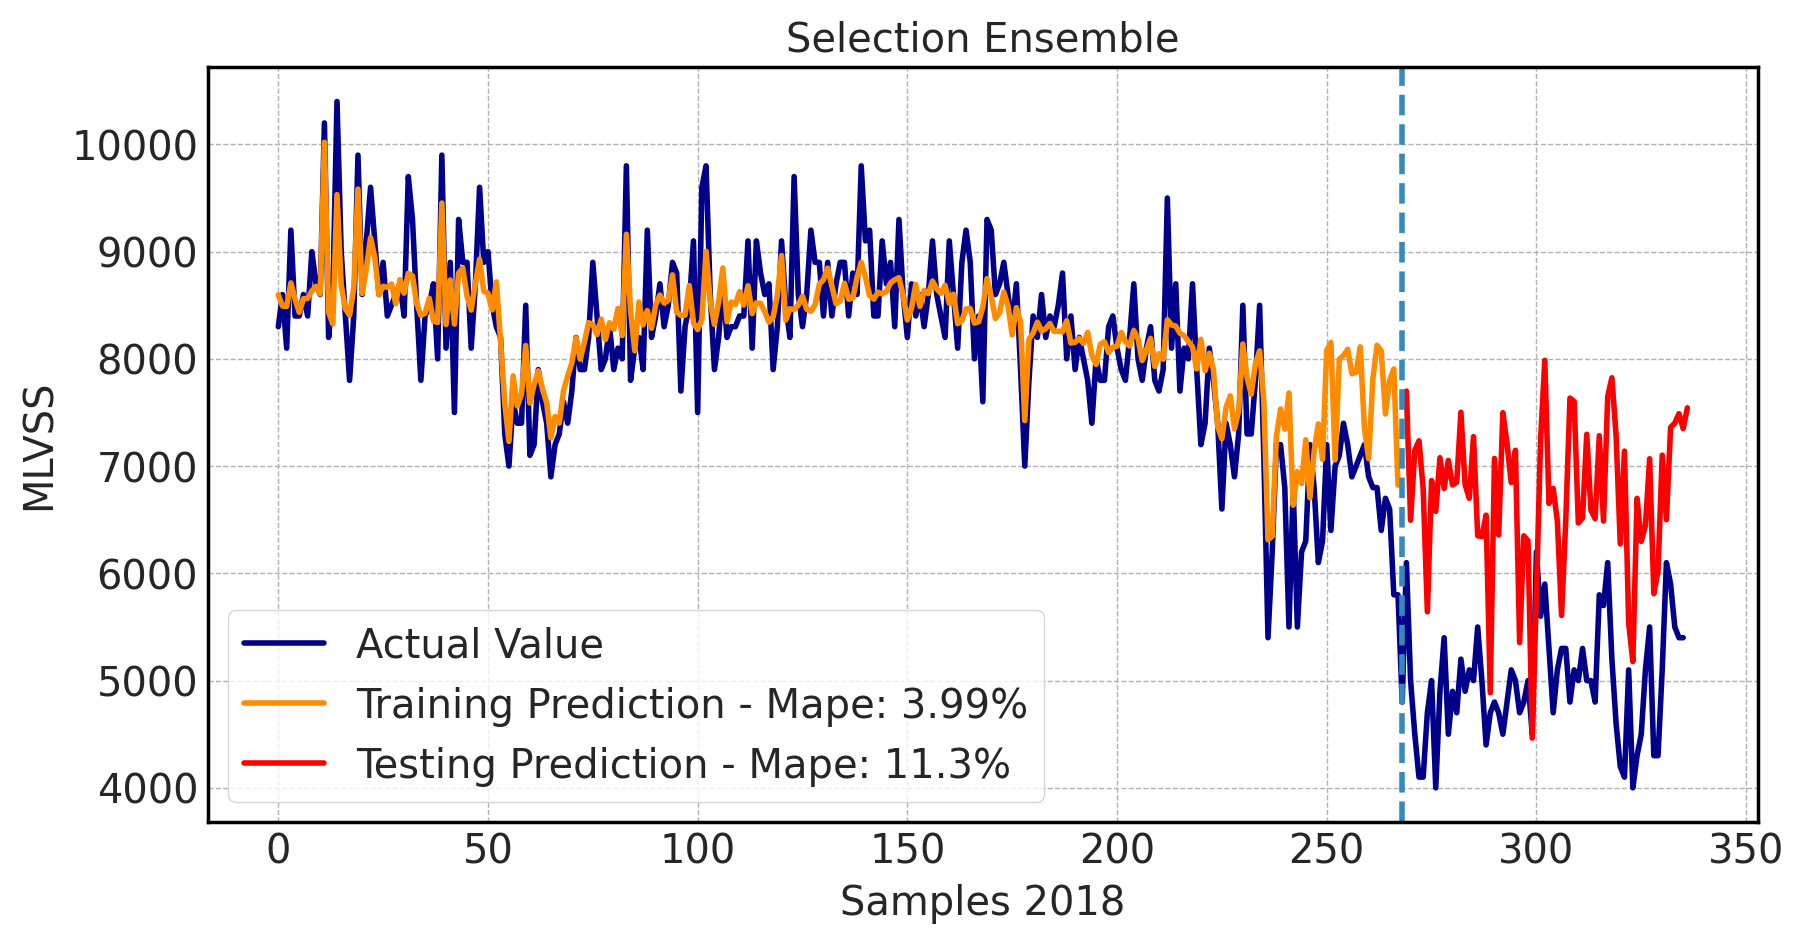 Selection Ensemble
10000
9000
8000
7000
6000
5000
4000
MLVSS
Actual Value
Training Prediction - Mape: 3.99%
Testing Prediction - Mape: 11.3%
0 50 100 150 200 250 300 350
Samples 2018